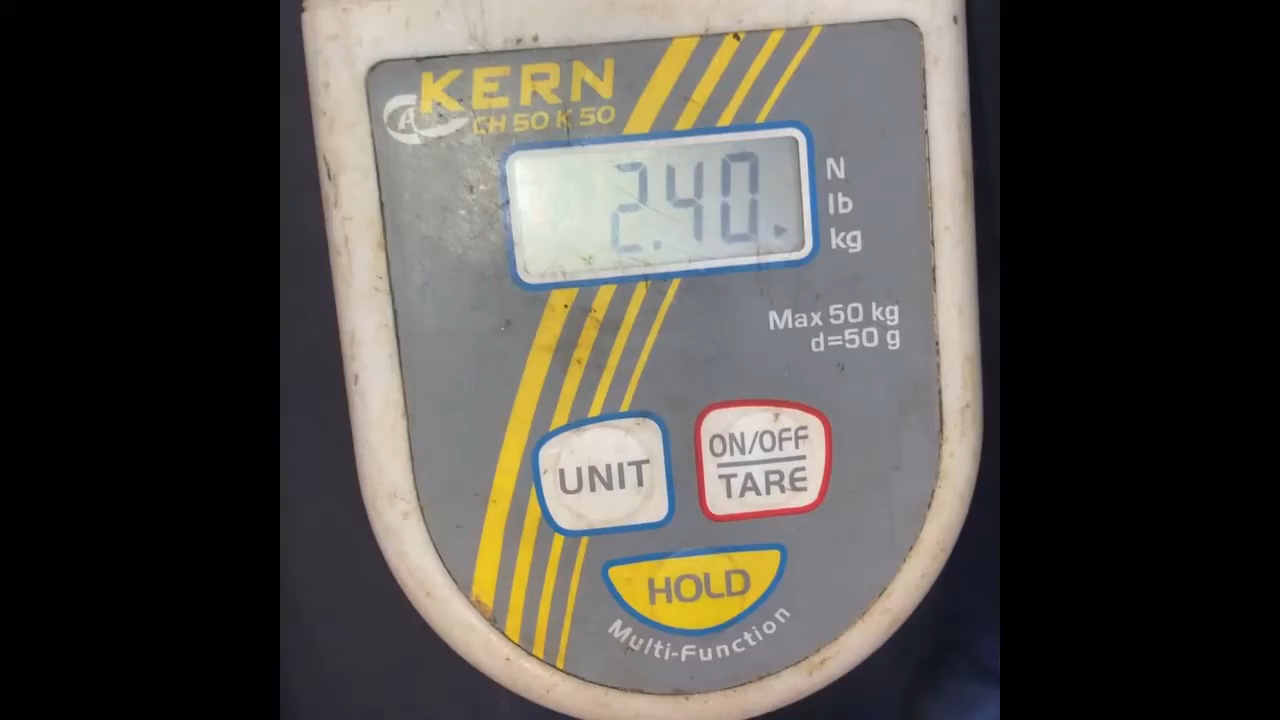 KERN
CH 50 K 50
2.40
N
lb
kg
Max 50 kg
d=50 g
UNIT
ON/OFF
TARE
HOLD
Multi-Function